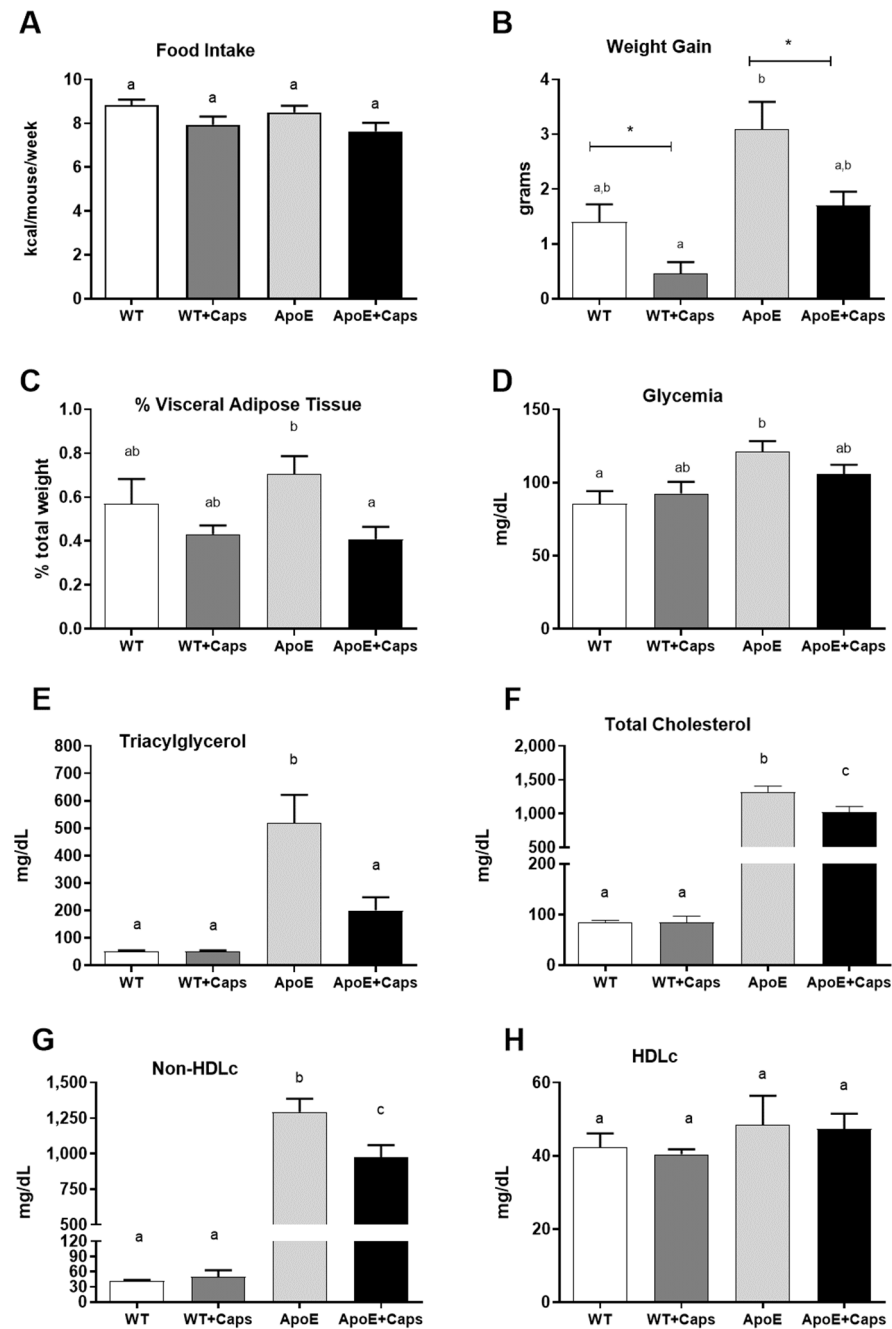 A
Food Intake
kcal/mouse/week
10
8
6
4
2
0
a
a
a
a
WT
WT+Caps
ApoE
ApoE+Caps
B
Weight Gain
grams
4
3
2
1
0
*
*
a,b
a
b
a,b
WT
WT+Caps
ApoE
ApoE+Caps
C
% Visceral Adipose Tissue
% total weight
1.0
0.8
0.6
0.4
0.2
0.0
ab
ab
b
a
WT
WT+Caps
ApoE
ApoE+Caps
D
Glycemia
mg/dL
150
100
50
0
a
ab
b
ab
WT
WT+Caps
ApoE
ApoE+Caps
E
Triacylglycerol
mg/dL
800
700
600
500
400
300
200
100
0
a
a
b
a
WT
WT+Caps
ApoE
ApoE+Caps
F
Total Cholesterol
mg/dL
2,000
1,500
1,000
500
200
100
0
a
a
b
c
WT
WT+Caps
ApoE
ApoE+Caps
G
Non-HDLc
mg/dL
1,500
1,250
1,000
750
500
120
90
60
30
0
a
a
b
c
WT
WT+Caps
ApoE
ApoE+Caps
H
HDLc
mg/dL
60
40
20
0
a
a
a
a
WT
WT+Caps
ApoE
ApoE+Caps